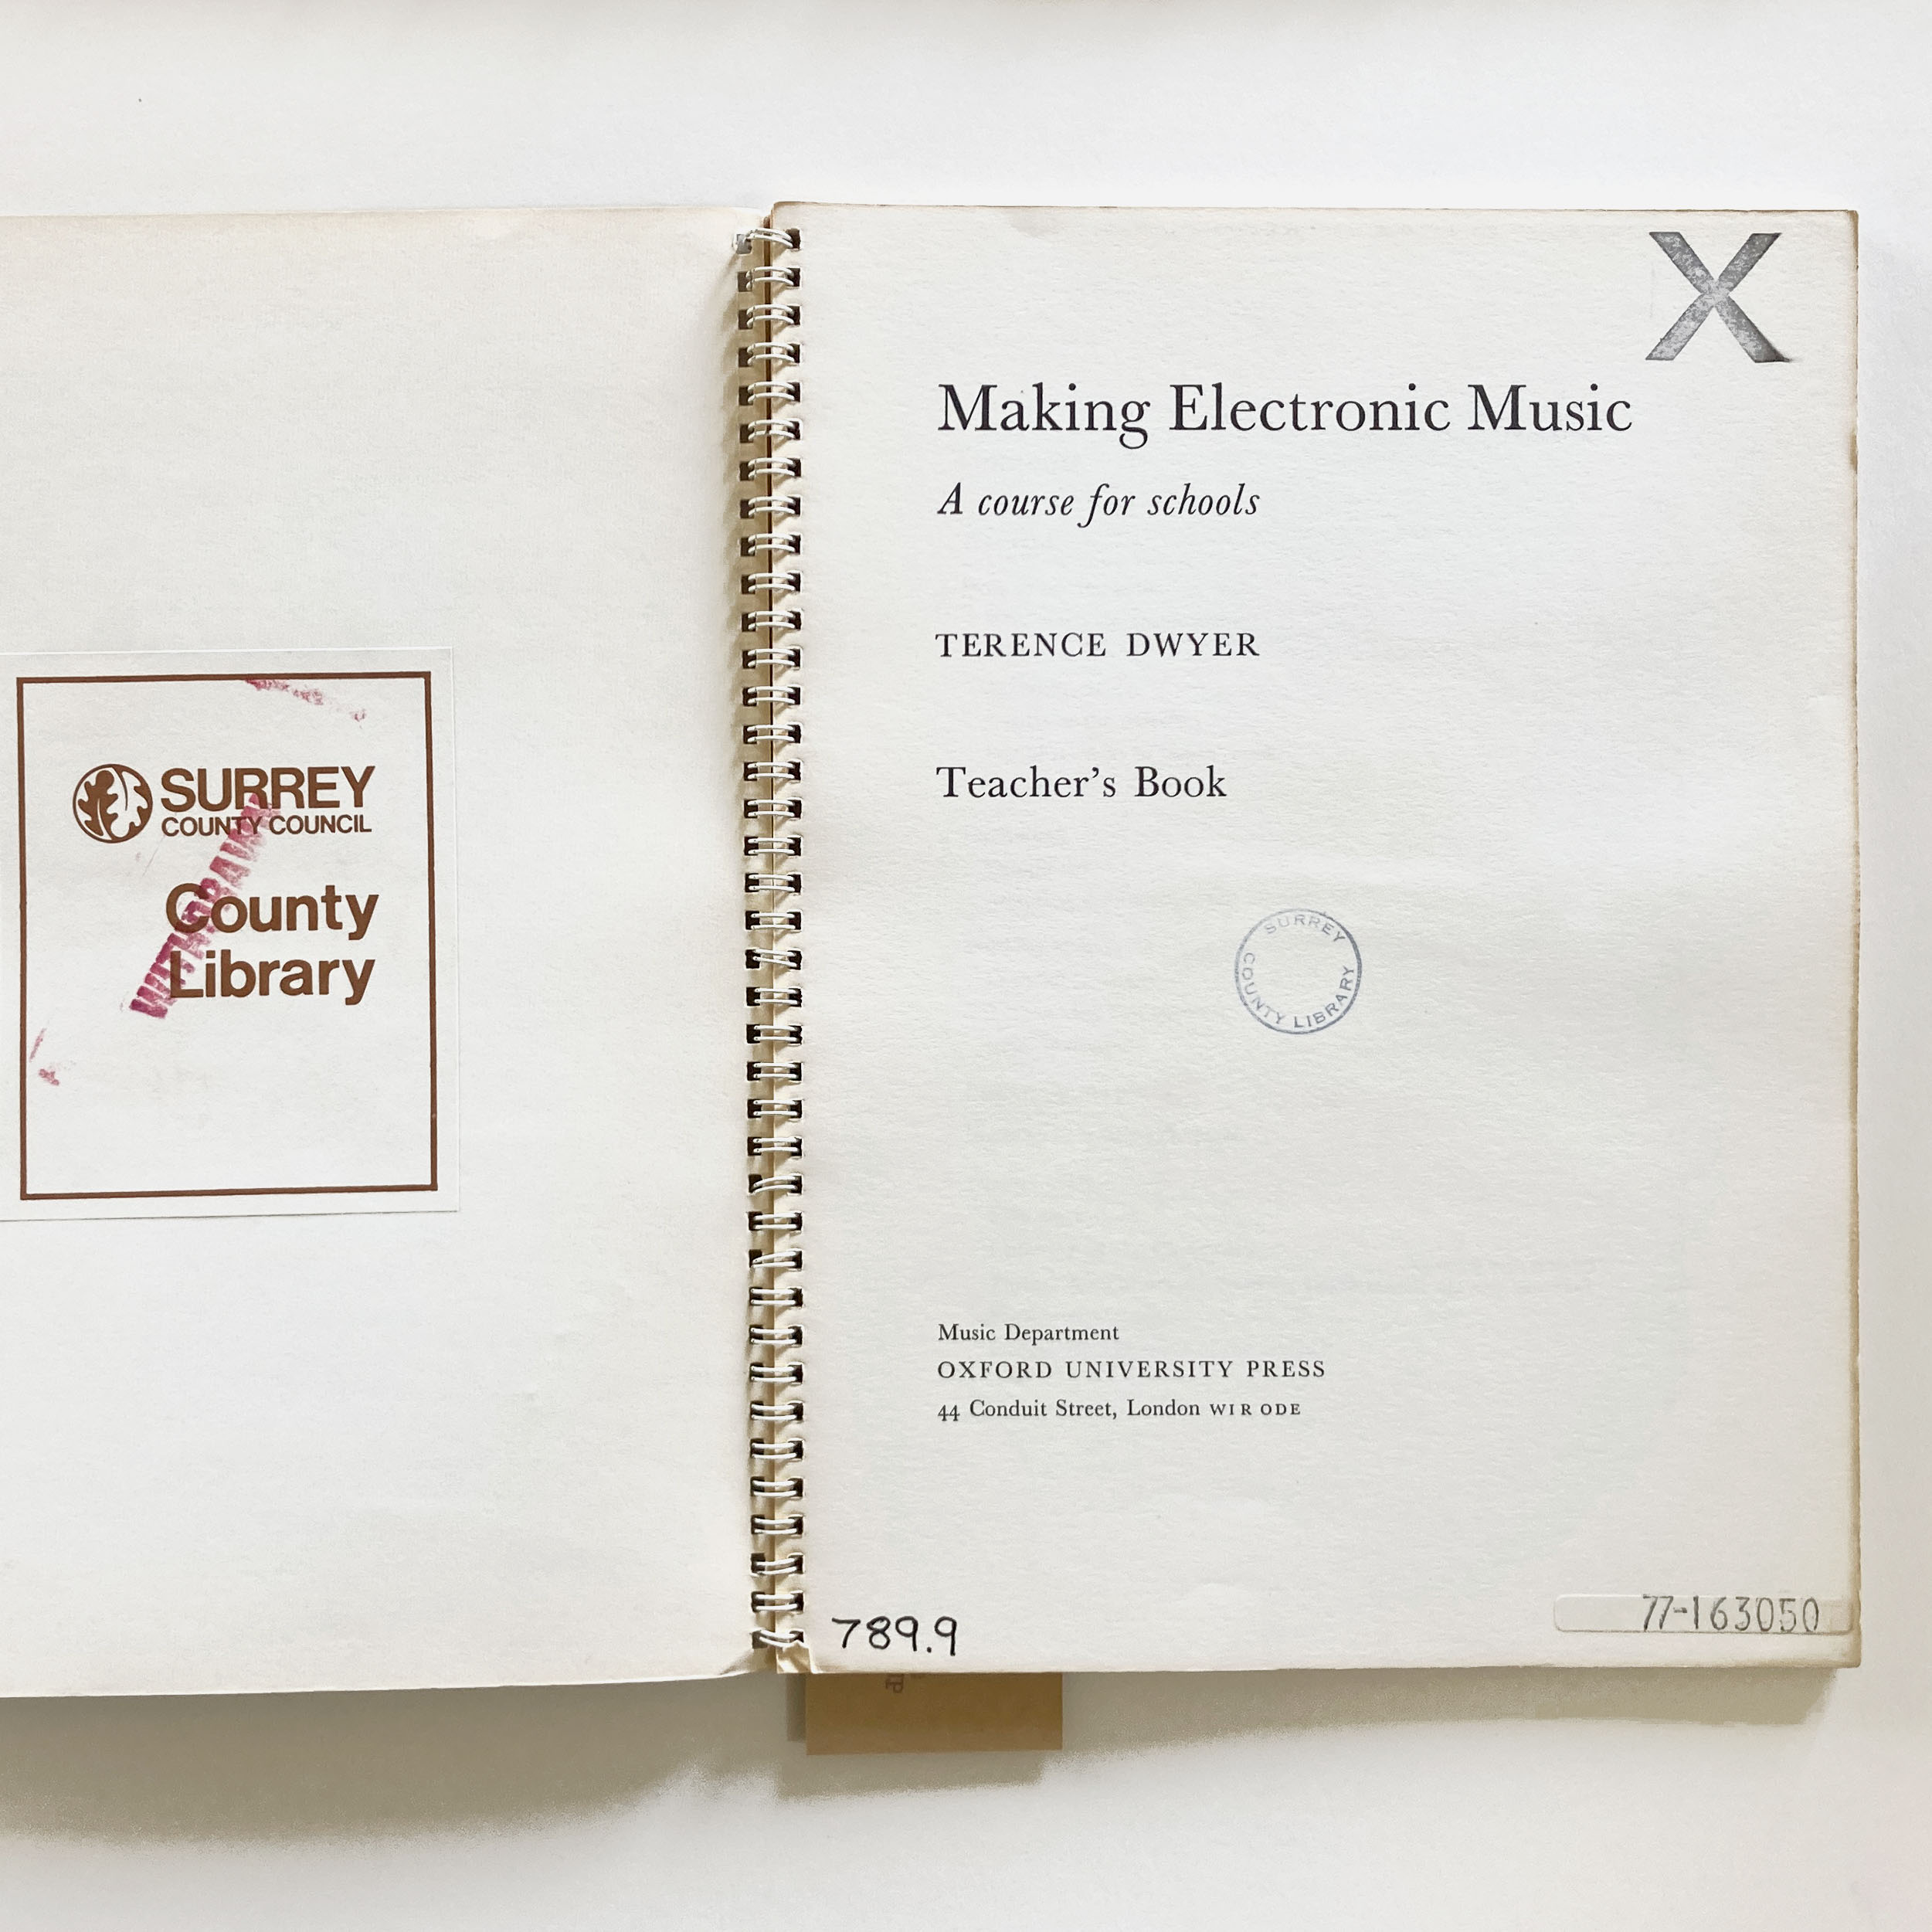 SURREY
COUNTY COUNCIL
County
Library
WITHDRAWN
X
Making Electronic Music
A course for schools
TERENCE DWYER
Teacher's Book
SURREY
COUNTY LIBRARY
Music Department
OXFORD UNIVERSITY PRESS
44 Conduit Street, London W1R 0DE
789.9
77-163050